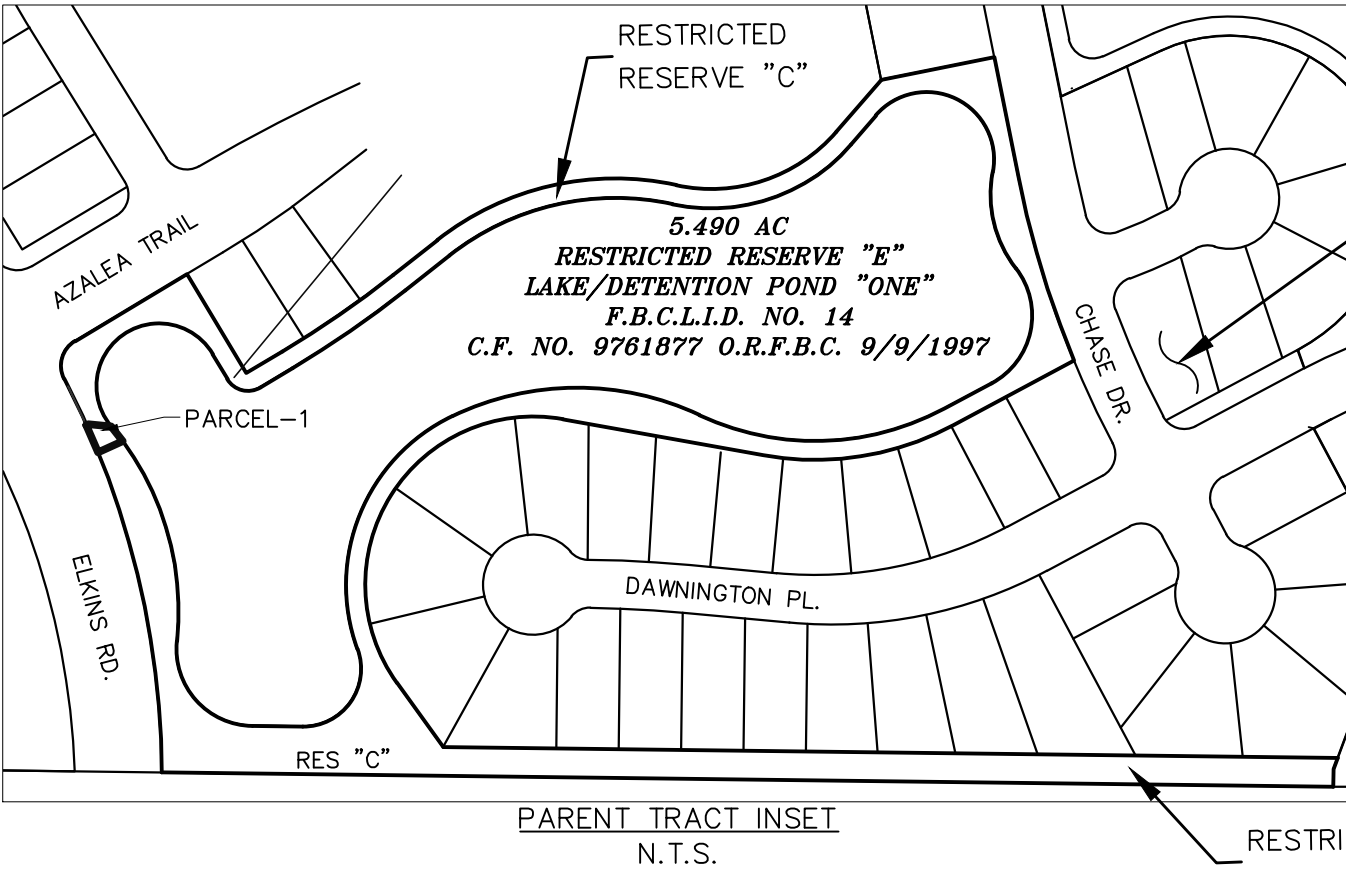 RESTRICTED
RESERVE "C"
5.490 AC
RESTRICTED RESERVE "E"
LAKE/DETENTION POND "ONE"
F.B.C.L.I.D. NO. 14
C.F. NO. 9761877 O.R.F.B.C. 9/9/1997
AZALEA TRAIL
PARCEL-1
CHASE DR.
ELKINS RD.
DAWNINGTON PL.
RES "C"
PARENT TRACT INSET
N.T.S.
RESTRI